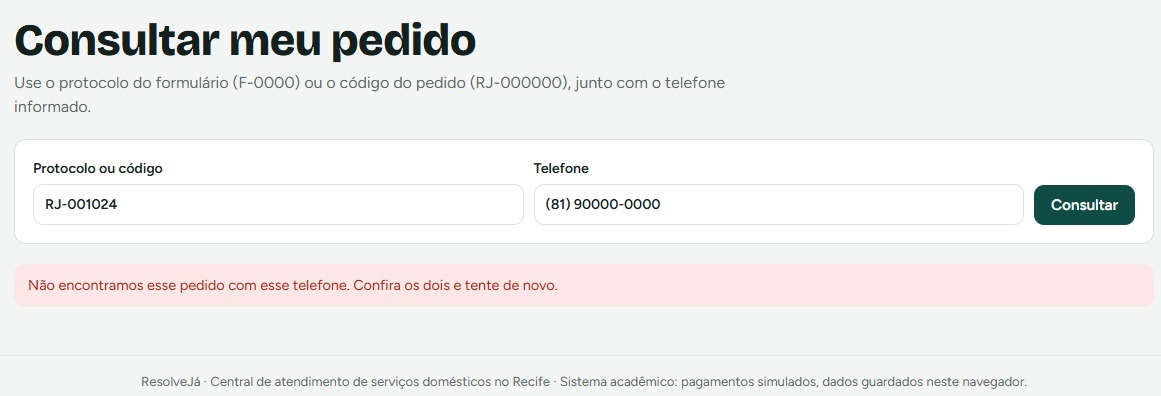 Consultar meu pedido
Use o protocolo do formulário (F-0000) ou o código do pedido (RJ-000000), junto com o telefone
informado.
Protocolo ou código
Telefone
RJ-001024
(81) 90000-0000
Consultar
Não encontramos esse pedido com esse telefone. Confira os dois e tente de novo.
ResolveJá · Central de atendimento de serviços domésticos no Recife · Sistema acadêmico: pagamentos simulados, dados guardados neste navegador.